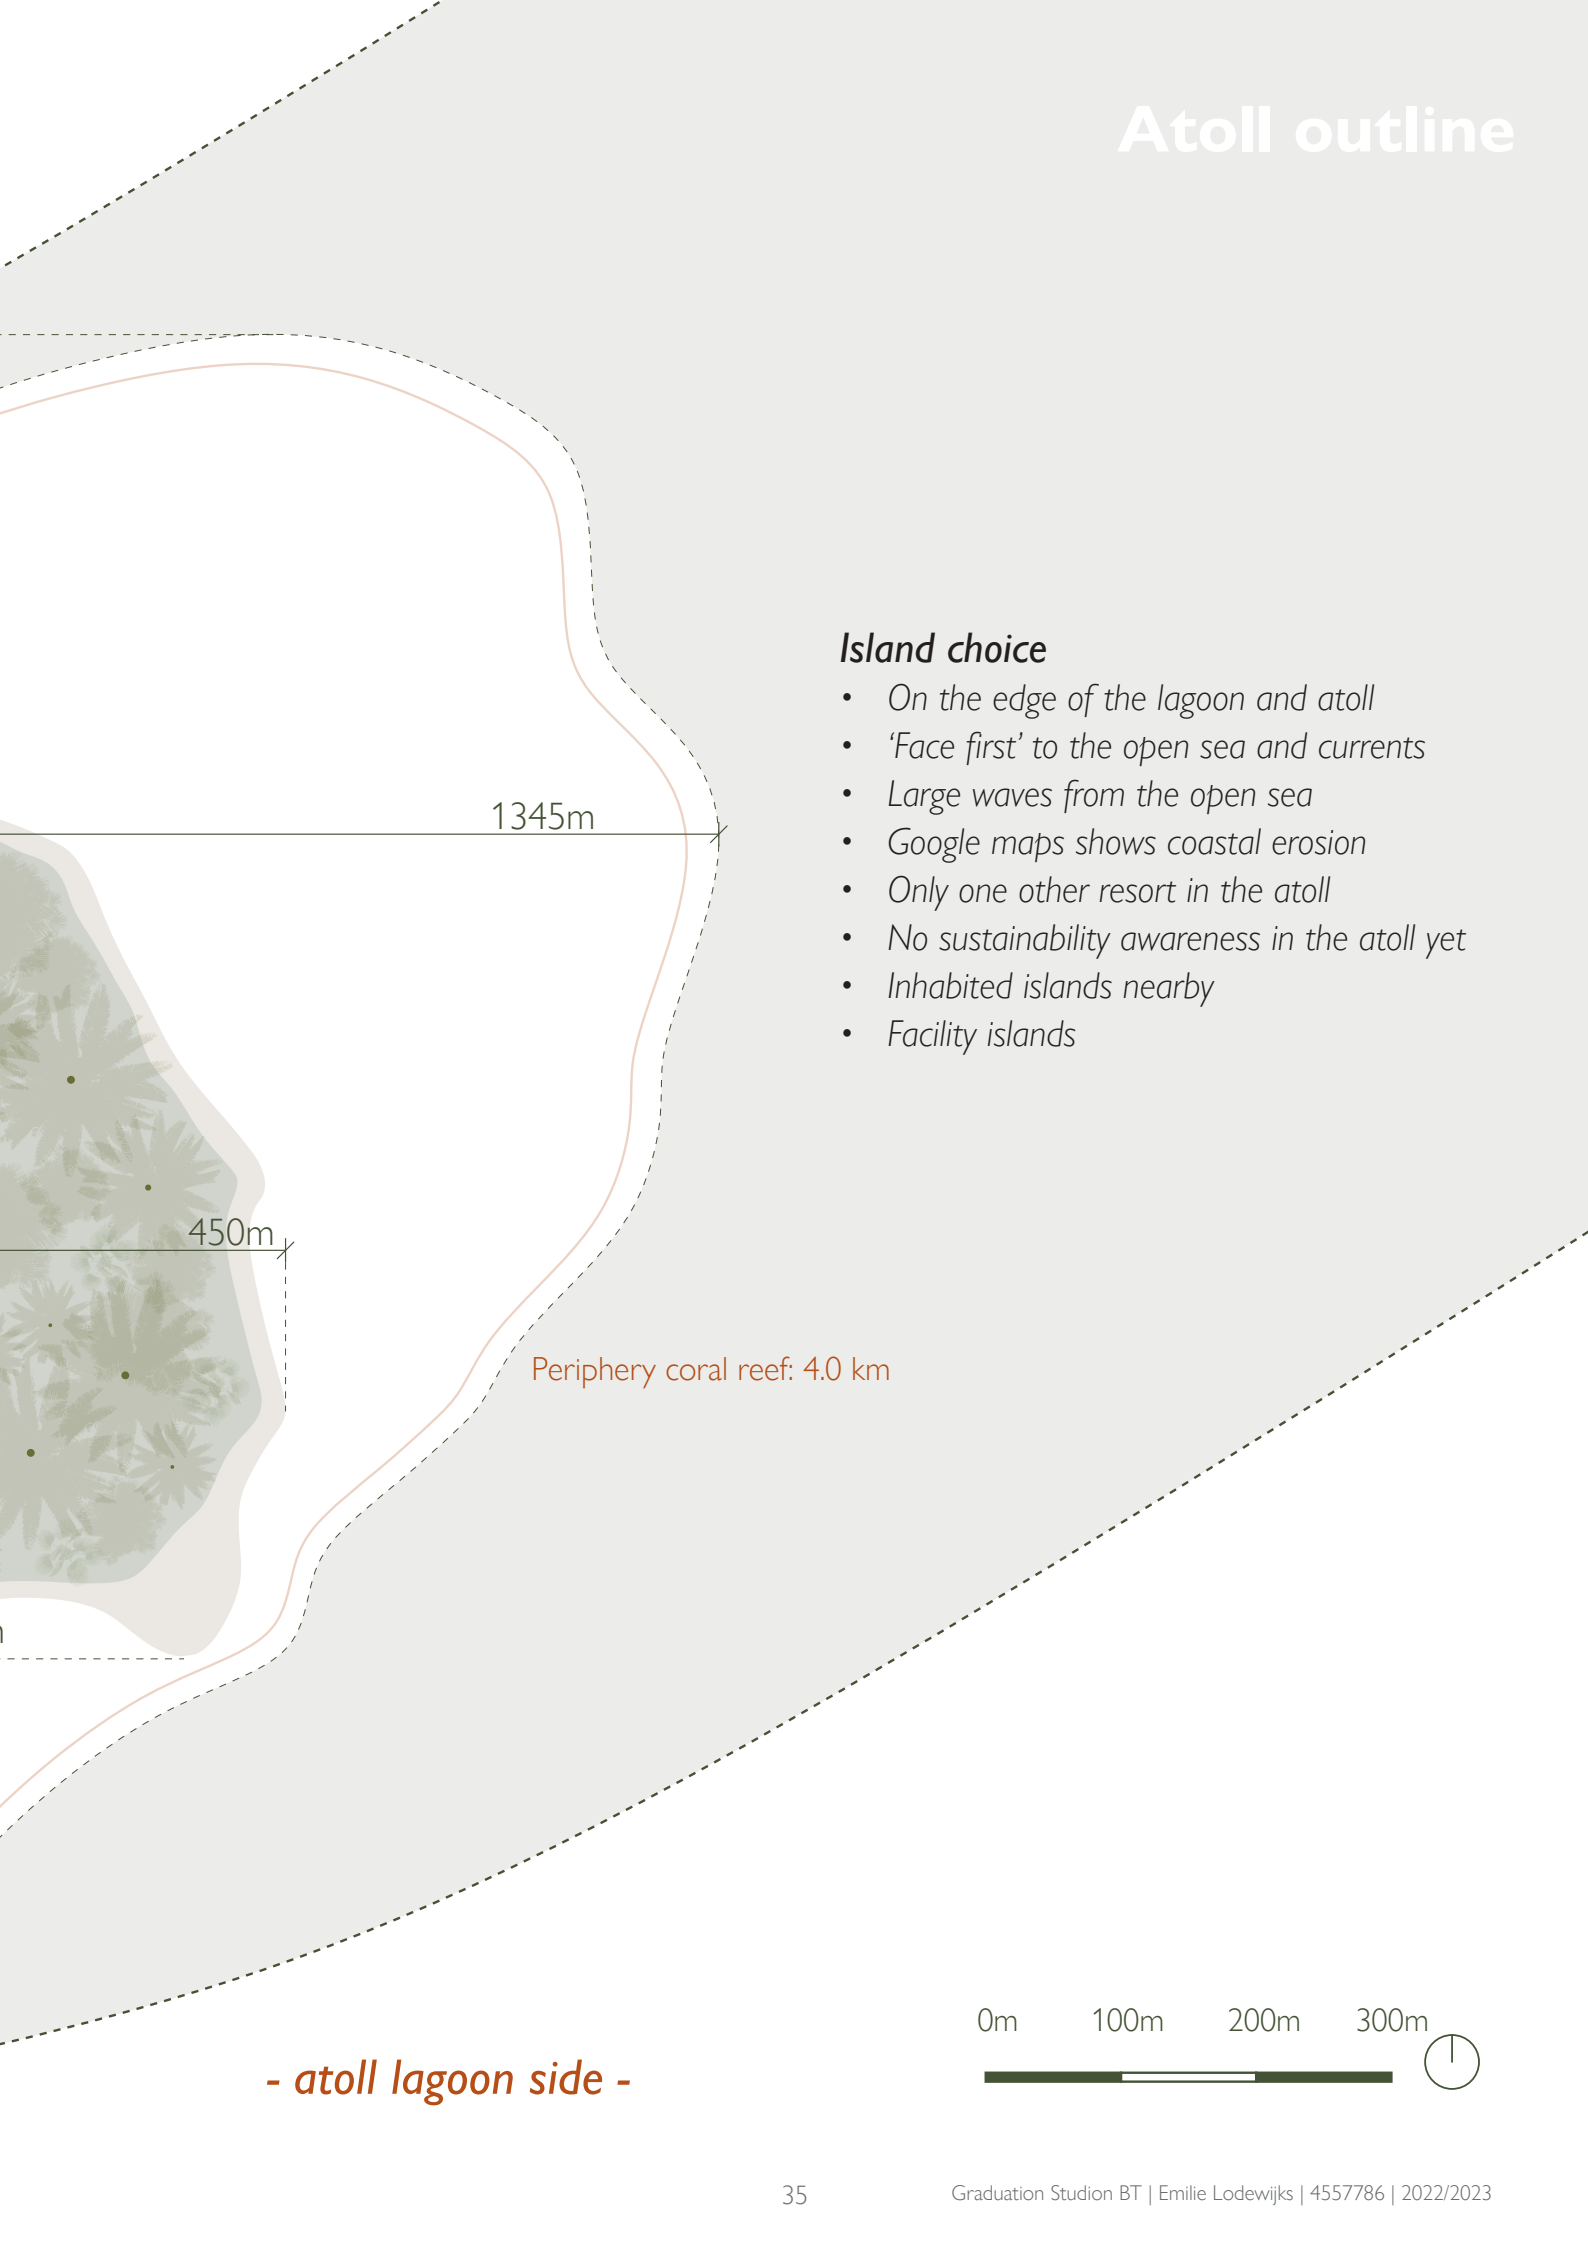 Atoll outline
Island choice
• On the edge of the lagoon and atoll
• ‘Face first’ to the open sea and currents
• Large waves from the open sea
• Google maps shows coastal erosion
• Only one other resort in the atoll
• No sustainability awareness in the atoll yet
• Inhabited islands nearby
• Facility islands
1345m
450m
Periphery coral reef: 4.0 km
0m 100m 200m 300m
- atoll lagoon side -
35
Graduation Studion BT | Emilie Lodewijks | 4557786 | 2022/2023